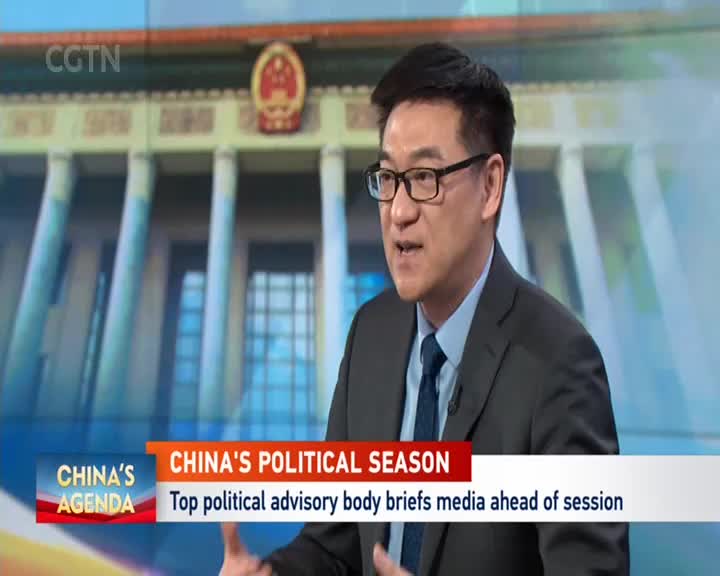 CGTN
CHINA'S POLITICAL SEASON
CHINA'S
AGENDA
Top political advisory body briefs media ahead of session